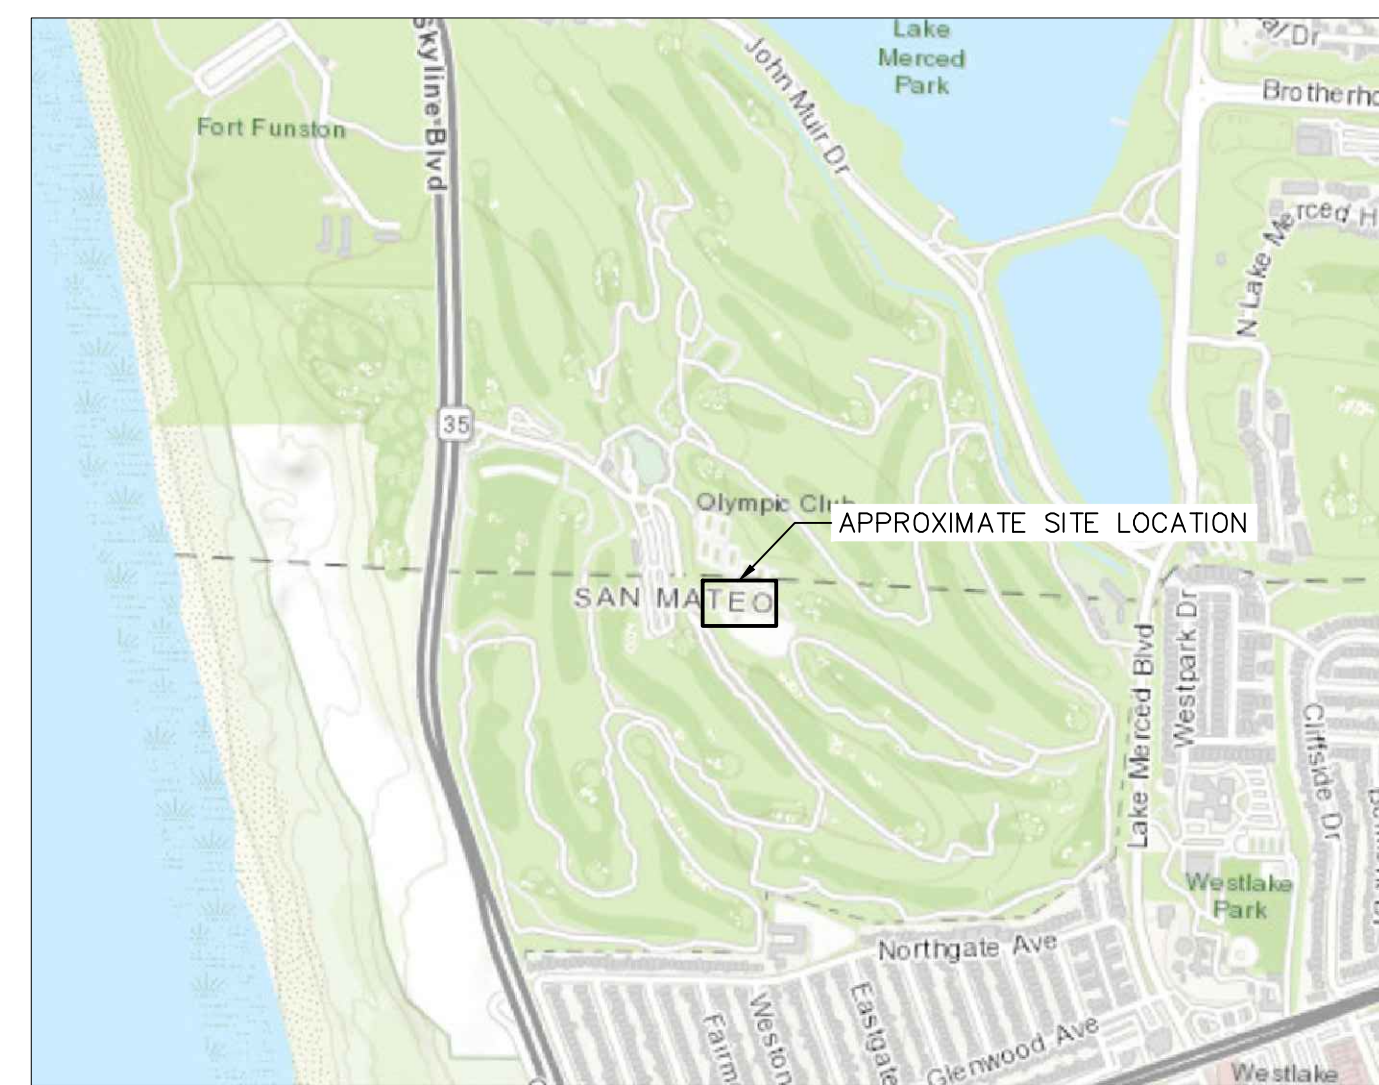 Skyline Blvd
Lake
Merced
Park
John Muir Dr
Fort Funston
N Lake Merced H
35
Olympic Club
APPROXIMATE SITE LOCATION
SAN MATEO
Lake Merced Blvd
Westpark Dr
Cliffside Dr
Westlake
Park
Northgate Ave
Weston
Eastgate
Glenwood Ave
Westlake